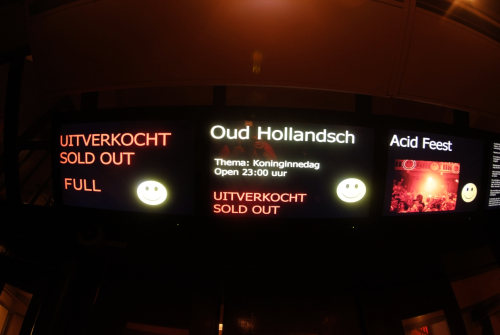 UITVERKOCHT
SOLD OUT
FULL
Oud Hollandsch
Thema: Koninginnedag
Open 23:00 uur
UITVERKOCHT
SOLD OUT
Acid Feest